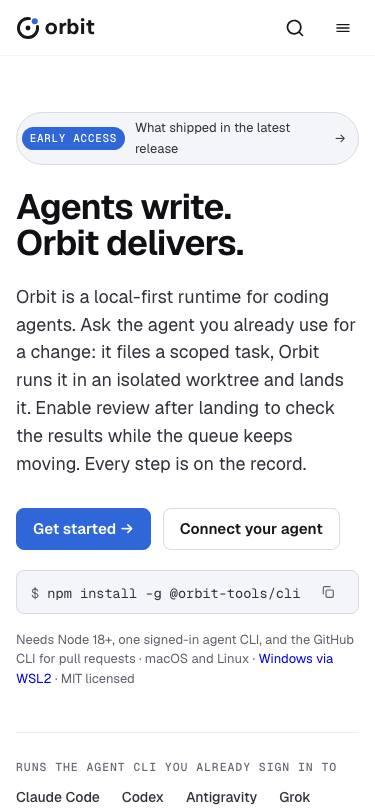 orbit
EARLY ACCESS
What shipped in the latest
release
→
Agents write.
Orbit delivers.
Orbit is a local-first runtime for coding
agents. Ask the agent you already use for
a change: it files a scoped task, Orbit
runs it in an isolated worktree and lands
it. Enable review after landing to check
the results while the queue keeps
moving. Every step is on the record.
Get started →
Connect your agent
$ npm install -g @orbit-tools/cli
Needs Node 18+, one signed-in agent CLI, and the GitHub
CLI for pull requests · macOS and Linux · Windows via
WSL2 · MIT licensed
RUNS THE AGENT CLI YOU ALREADY SIGN IN TO
Claude Code Codex Antigravity Grok